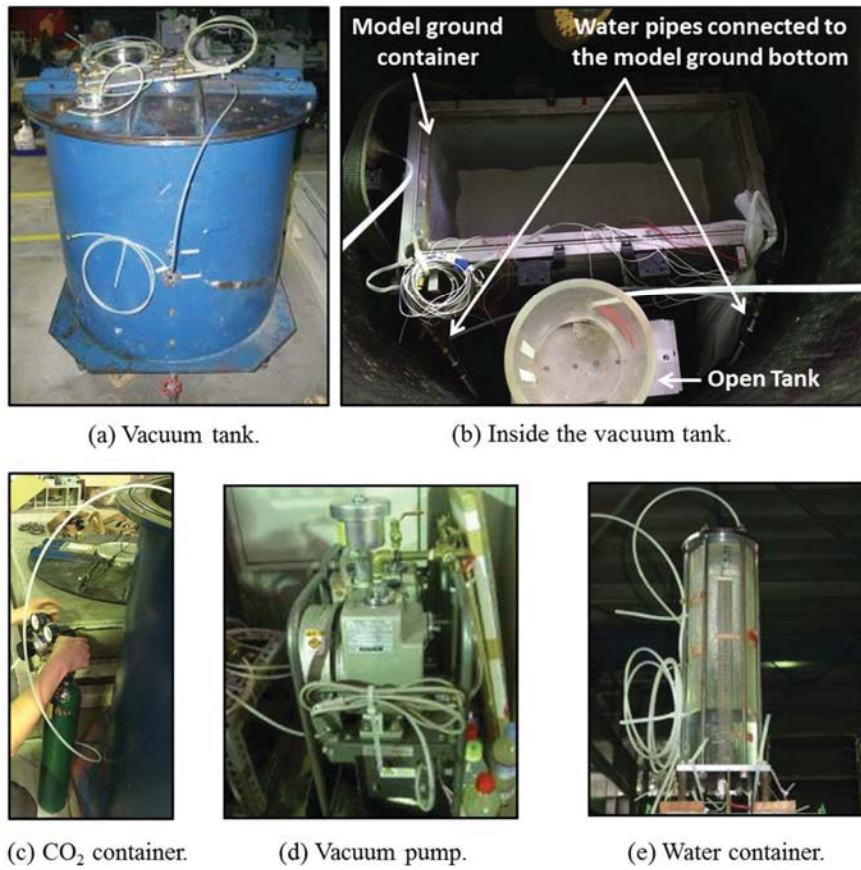 Model ground
container
Water pipes connected to
the model ground bottom
Open Tank
(a) Vacuum tank.
(b) Inside the vacuum tank.
(c) CO₂ container.
(d) Vacuum pump.
(e) Water container.